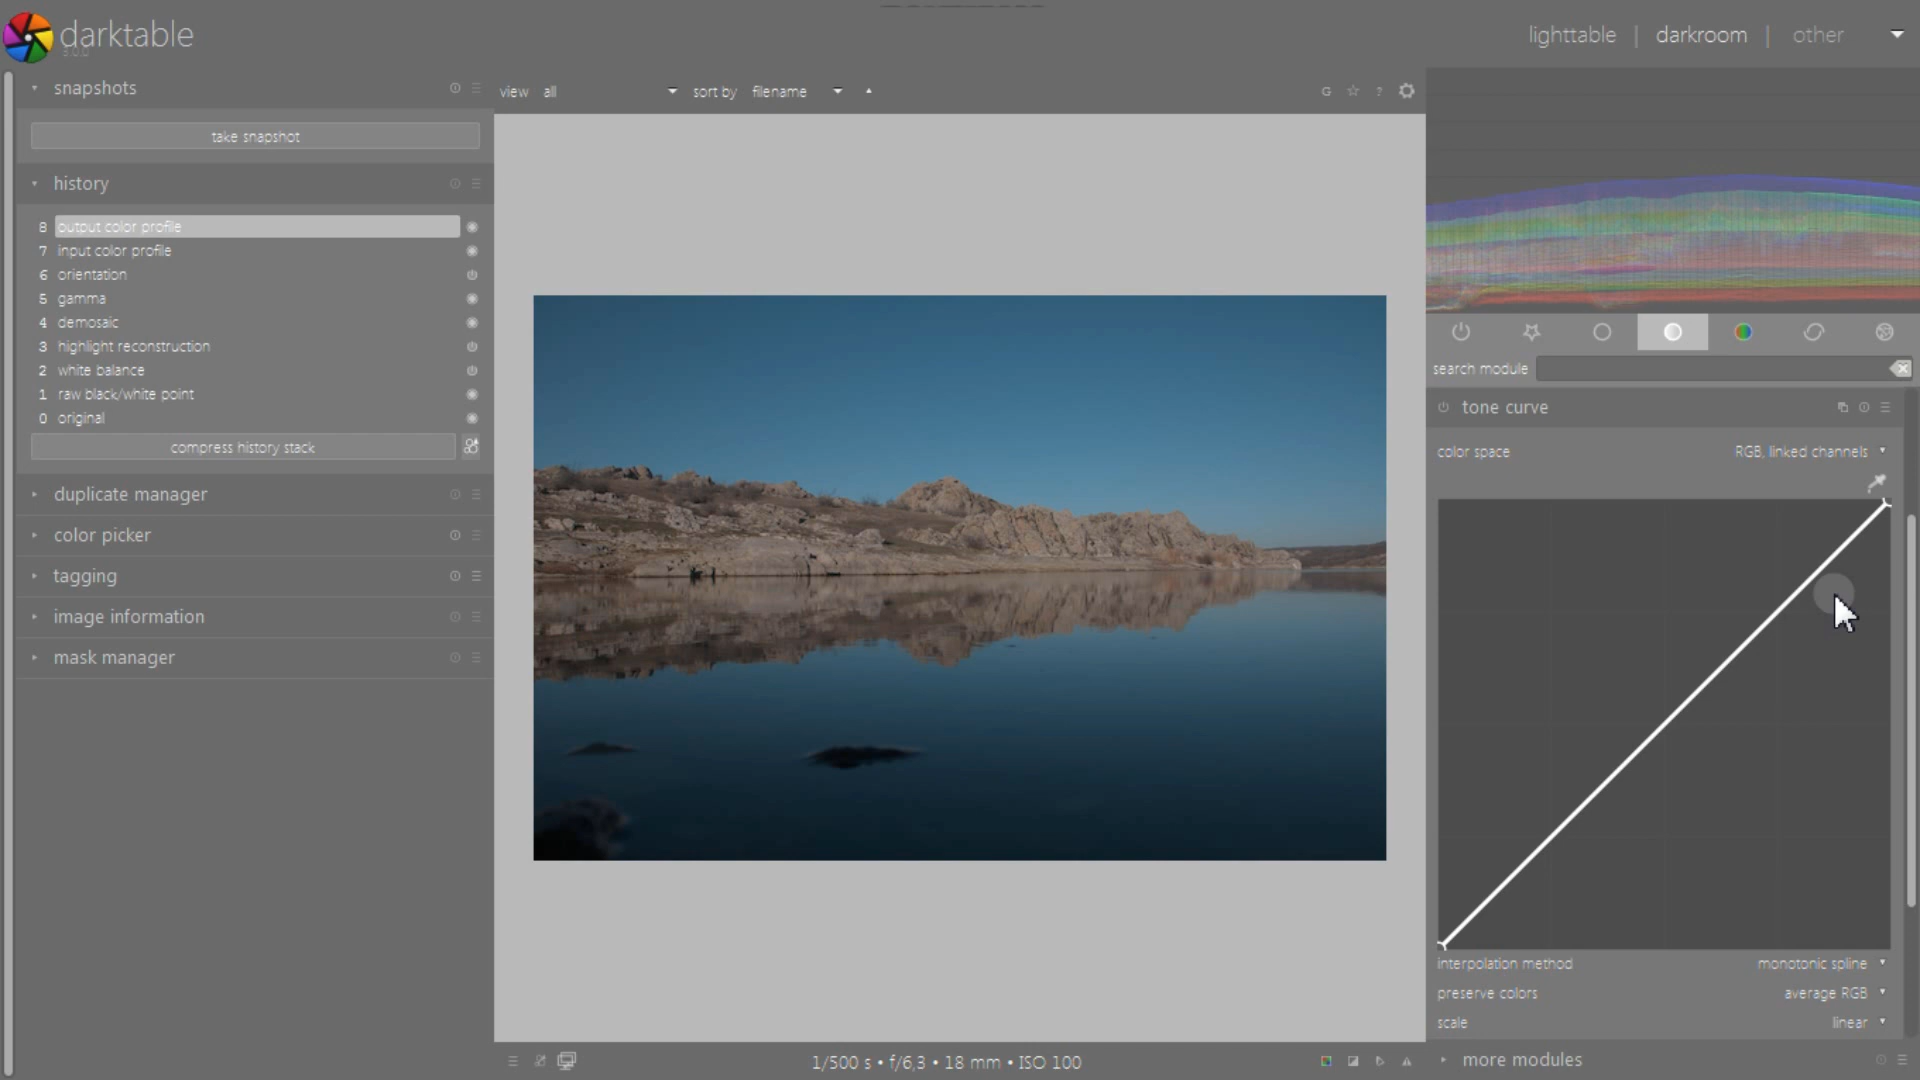 darktable
3.0.0
lighttable | darkroom | other
snapshots
take snapshot
history
8 output color profile
7 input color profile
6 orientation
5 gamma
4 demosaic
3 highlight reconstruction
2 white balance
1 raw black/white point
0 original
compress history stack
duplicate manager
color picker
tagging
image information
mask manager
view all sort by filename
G ?
1/500 s • f/6,3 • 18 mm • ISO 100
search module
tone curve
color space RGB, linked channels
interpolation method monotonic spline
preserve colors average RGB
scale linear
more modules